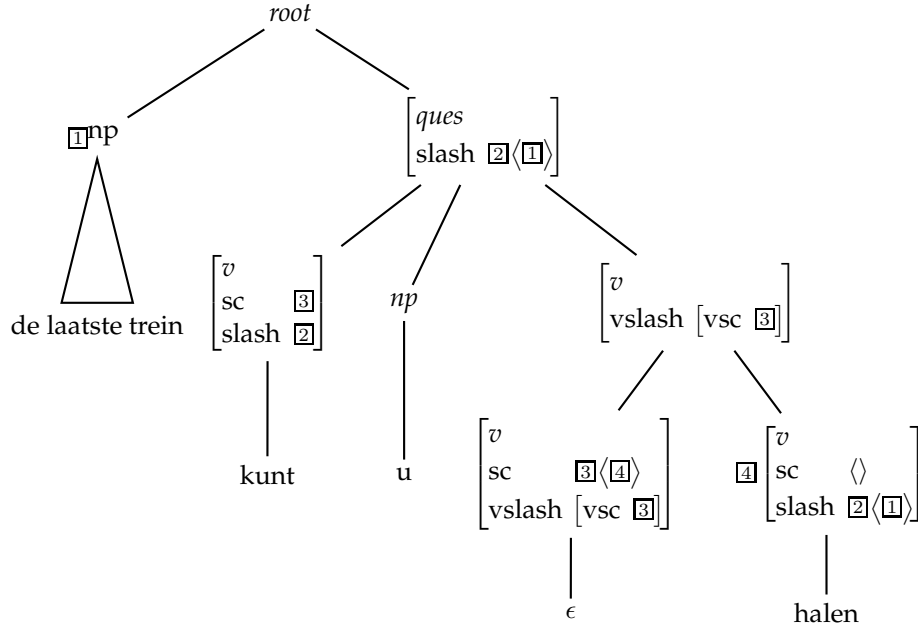 root
1 np
ques
slash 2⟨1⟩
de laatste trein
v
sc 3
slash 2
kunt
np
u
v
vslash [vsc 3]
v
sc 3⟨4⟩
vslash [vsc 3]
ϵ
4
v
sc ⟨⟩
slash 2⟨1⟩
halen